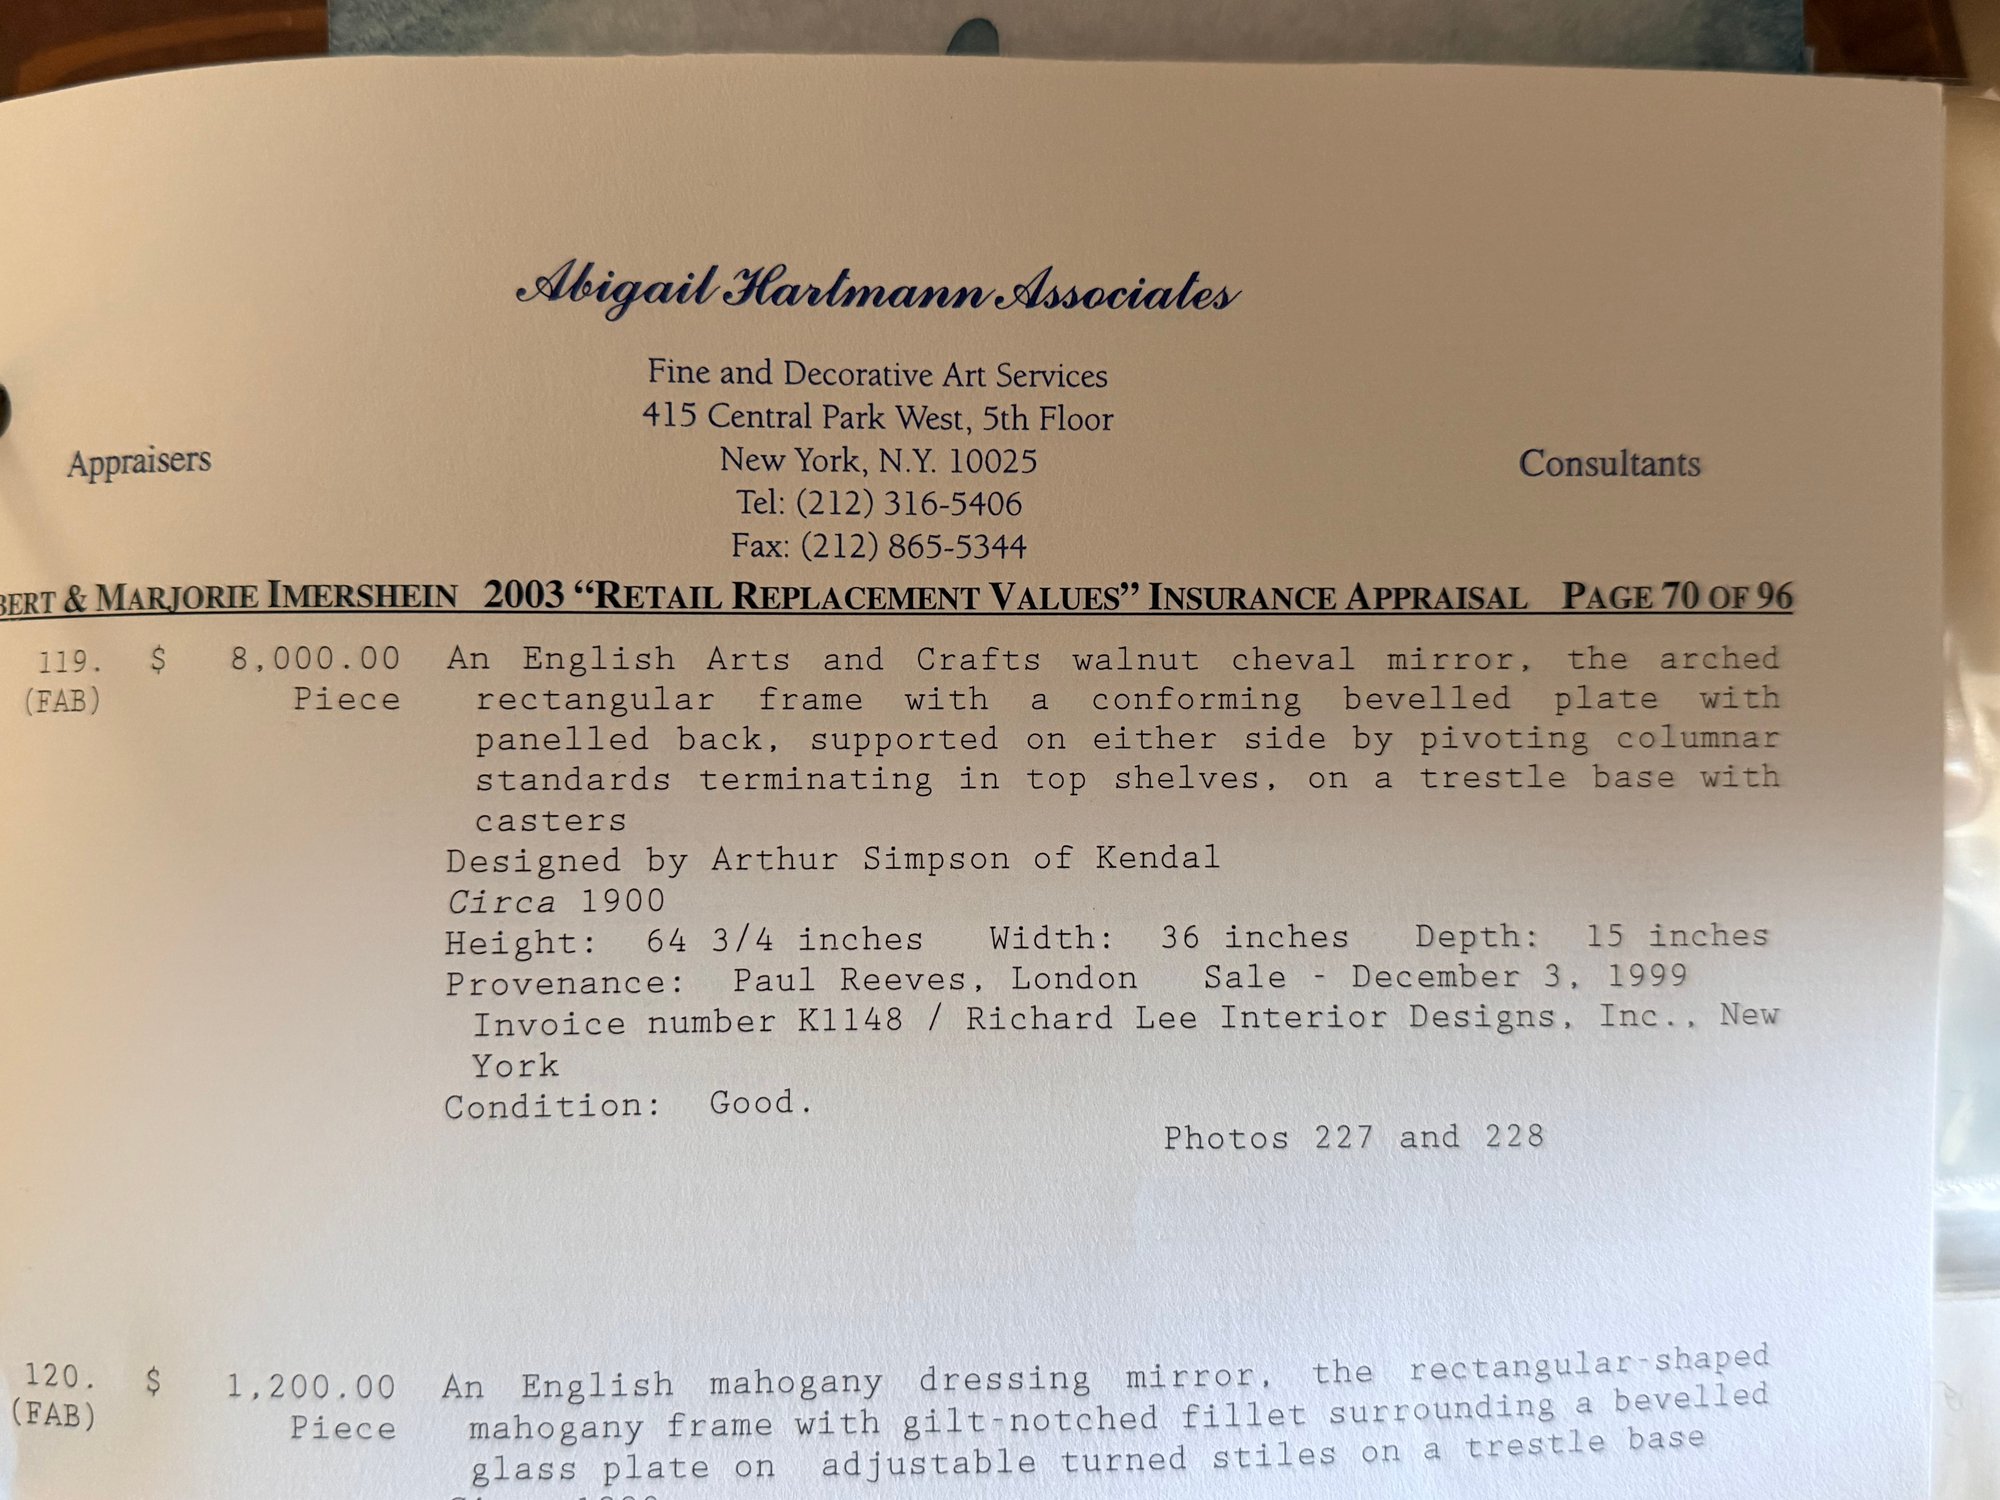 Abigail Hartmann Associates
Fine and Decorative Art Services
415 Central Park West, 5th Floor
Appraisers New York, N.Y. 10025 Consultants
Tel: (212) 316-5406
Fax: (212) 865-5344
BERT & MARJORIE IMERSHEIN 2003 “RETAIL REPLACEMENT VALUES” INSURANCE APPRAISAL PAGE 70 OF 96
119. $ 8,000.00 An English Arts and Crafts walnut cheval mirror, the arched
(FAB) Piece rectangular frame with a conforming bevelled plate with
panelled back, supported on either side by pivoting columnar
standards terminating in top shelves, on a trestle base with
casters
Designed by Arthur Simpson of Kendal
Circa 1900
Height: 64 3/4 inches Width: 36 inches Depth: 15 inches
Provenance: Paul Reeves, London Sale - December 3, 1999
Invoice number K1148 / Richard Lee Interior Designs, Inc., New
York
Condition: Good.
Photos 227 and 228
120. $ 1,200.00 An English mahogany dressing mirror, the rectangular-shaped
(FAB) Piece mahogany frame with gilt-notched fillet surrounding a bevelled
glass plate on adjustable turned stiles on a trestle base